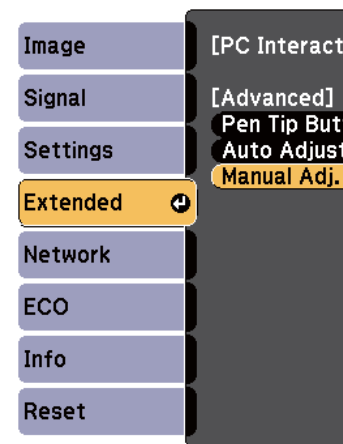 Image
Signal
Settings
Extended
Network
ECO
Info
Reset
[PC Interact
[Advanced]
Pen Tip But
Auto Adjust
Manual Adj.